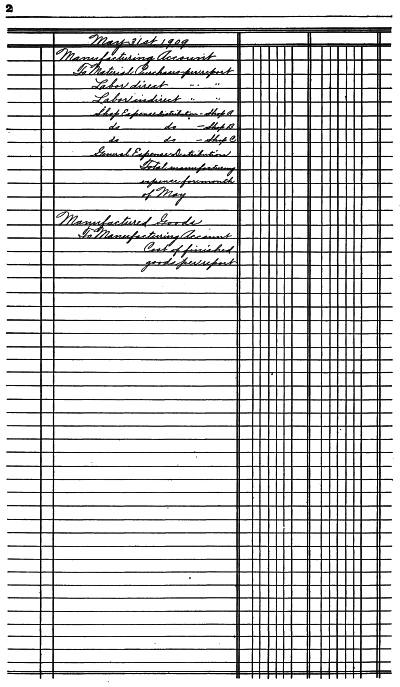 2
May 31st 1909
Manufacturing Account
To Material Purchases per report
Labor direct " "
Labor indirect " "
Shop Expense distribution - Shop A
do do - Shop B
do do - Shop C
General Expense Distribution
Total manufacturing
expense for month
of May
Manufactured Goods
To Manufacturing Account
Cost of finished
goods per report